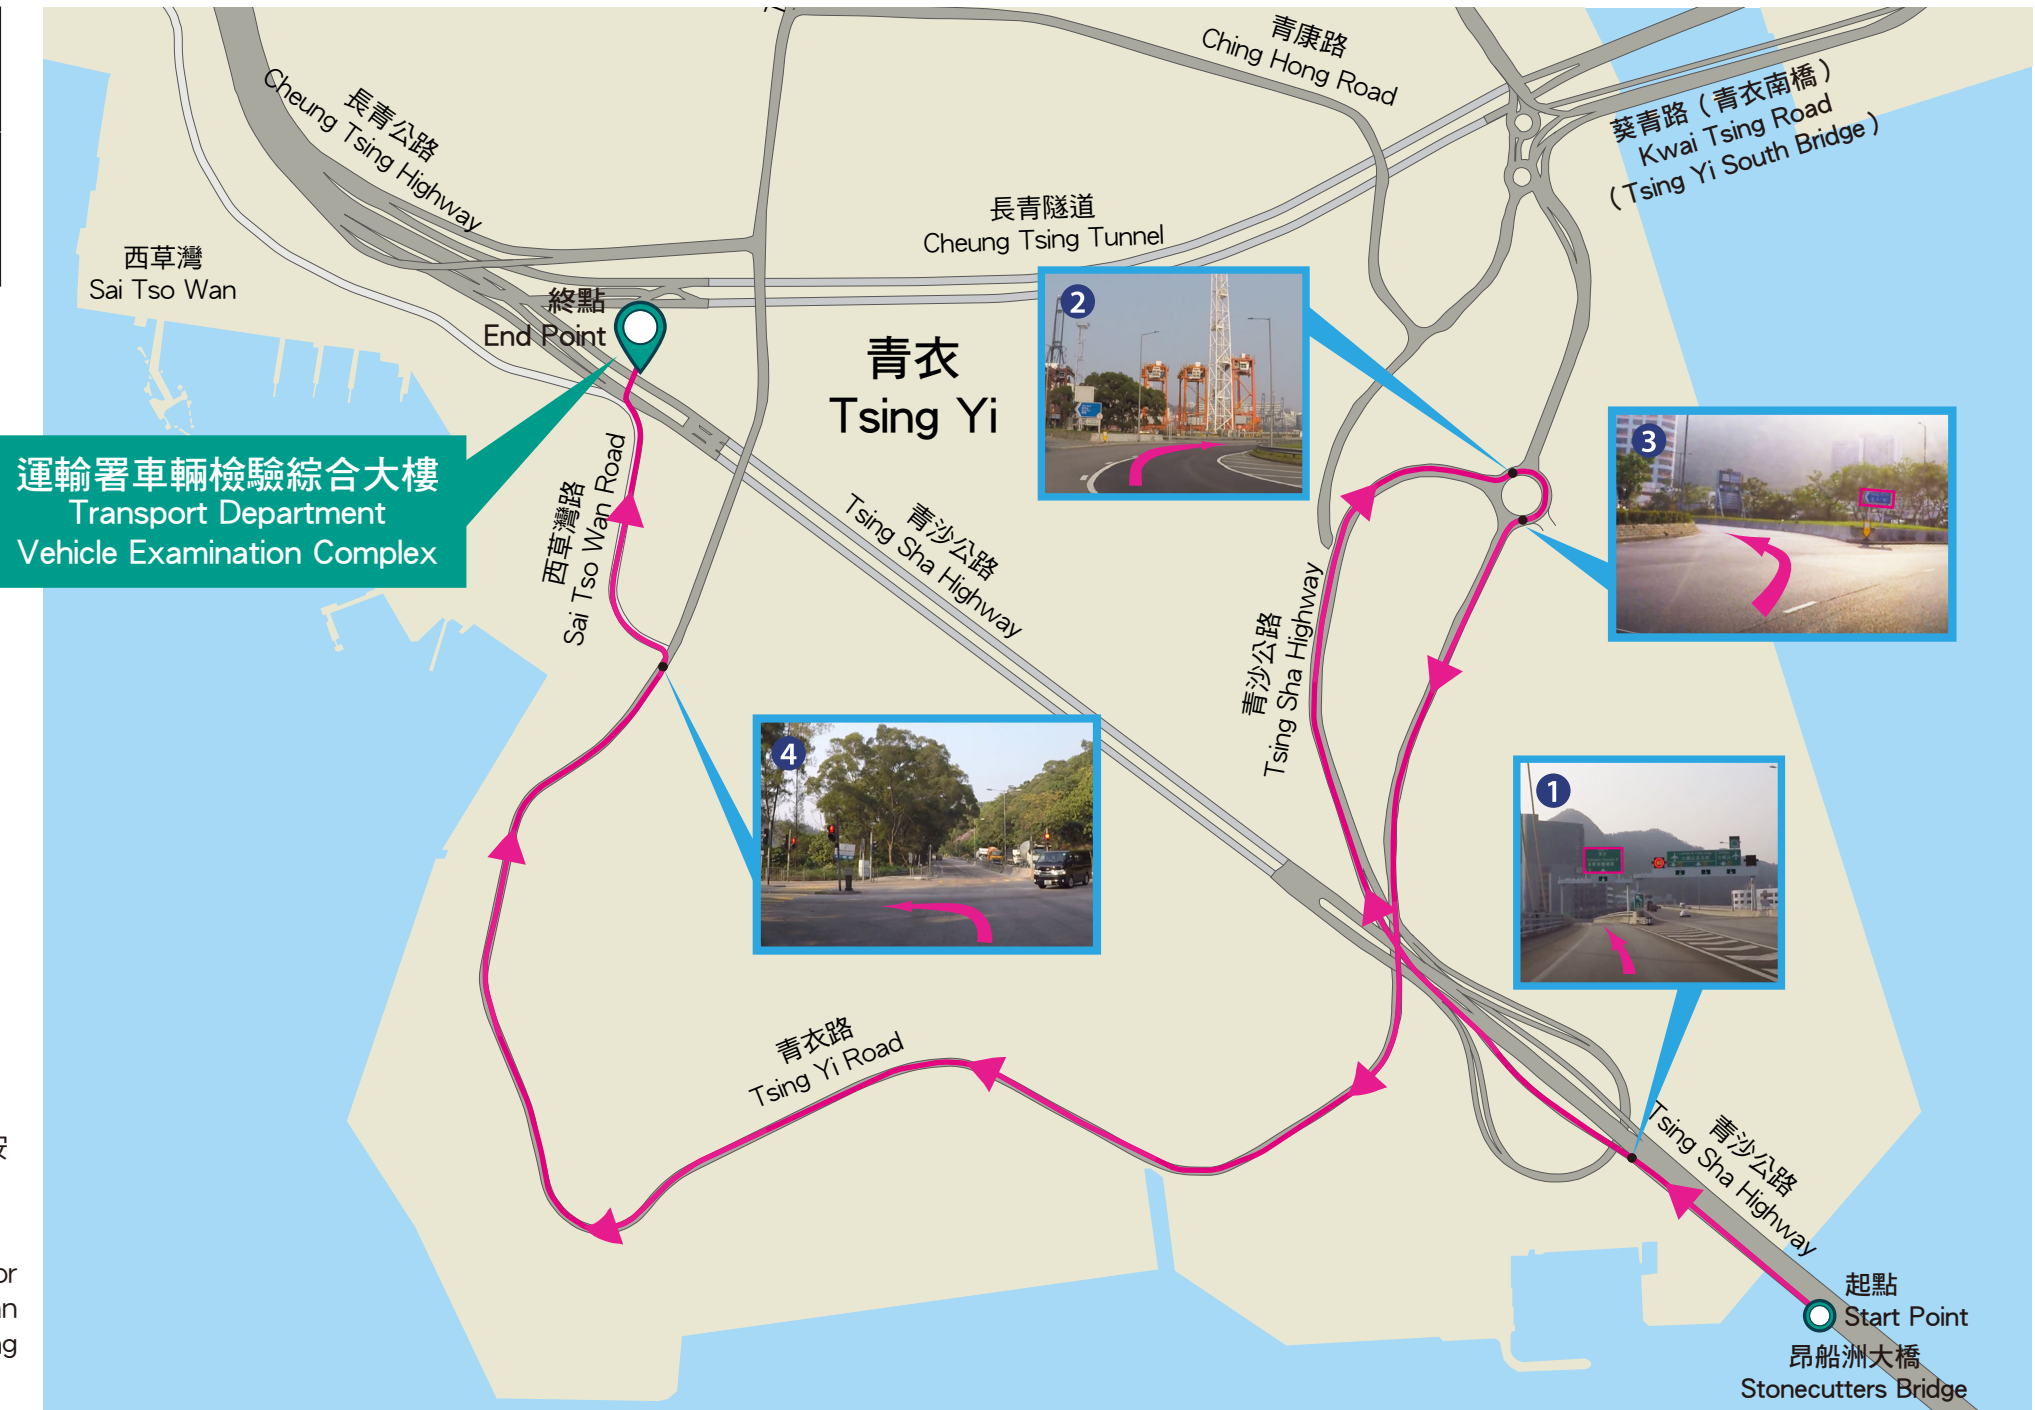 青康路
Ching Hong Road
長青公路
Cheung Tsing Highway
葵青路（青衣南橋）
Kwai Tsing Road
（Tsing Yi South Bridge）
長青隧道
Cheung Tsing Tunnel
西草灣
Sai Tso Wan
終點
End Point
青衣
Tsing Yi
2
3
運輸署車輛檢驗綜合大樓
Transport Department
Vehicle Examination Complex
西草灣路
Sai Tso Wan Road
青沙公路
Tsing Sha Highway
青沙公路
Tsing Sha Highway
4
1
青衣路
Tsing Yi Road
青沙公路
Tsing Sha Highway
起點
Start Point
昂船洲大橋
Stonecutters Bridge